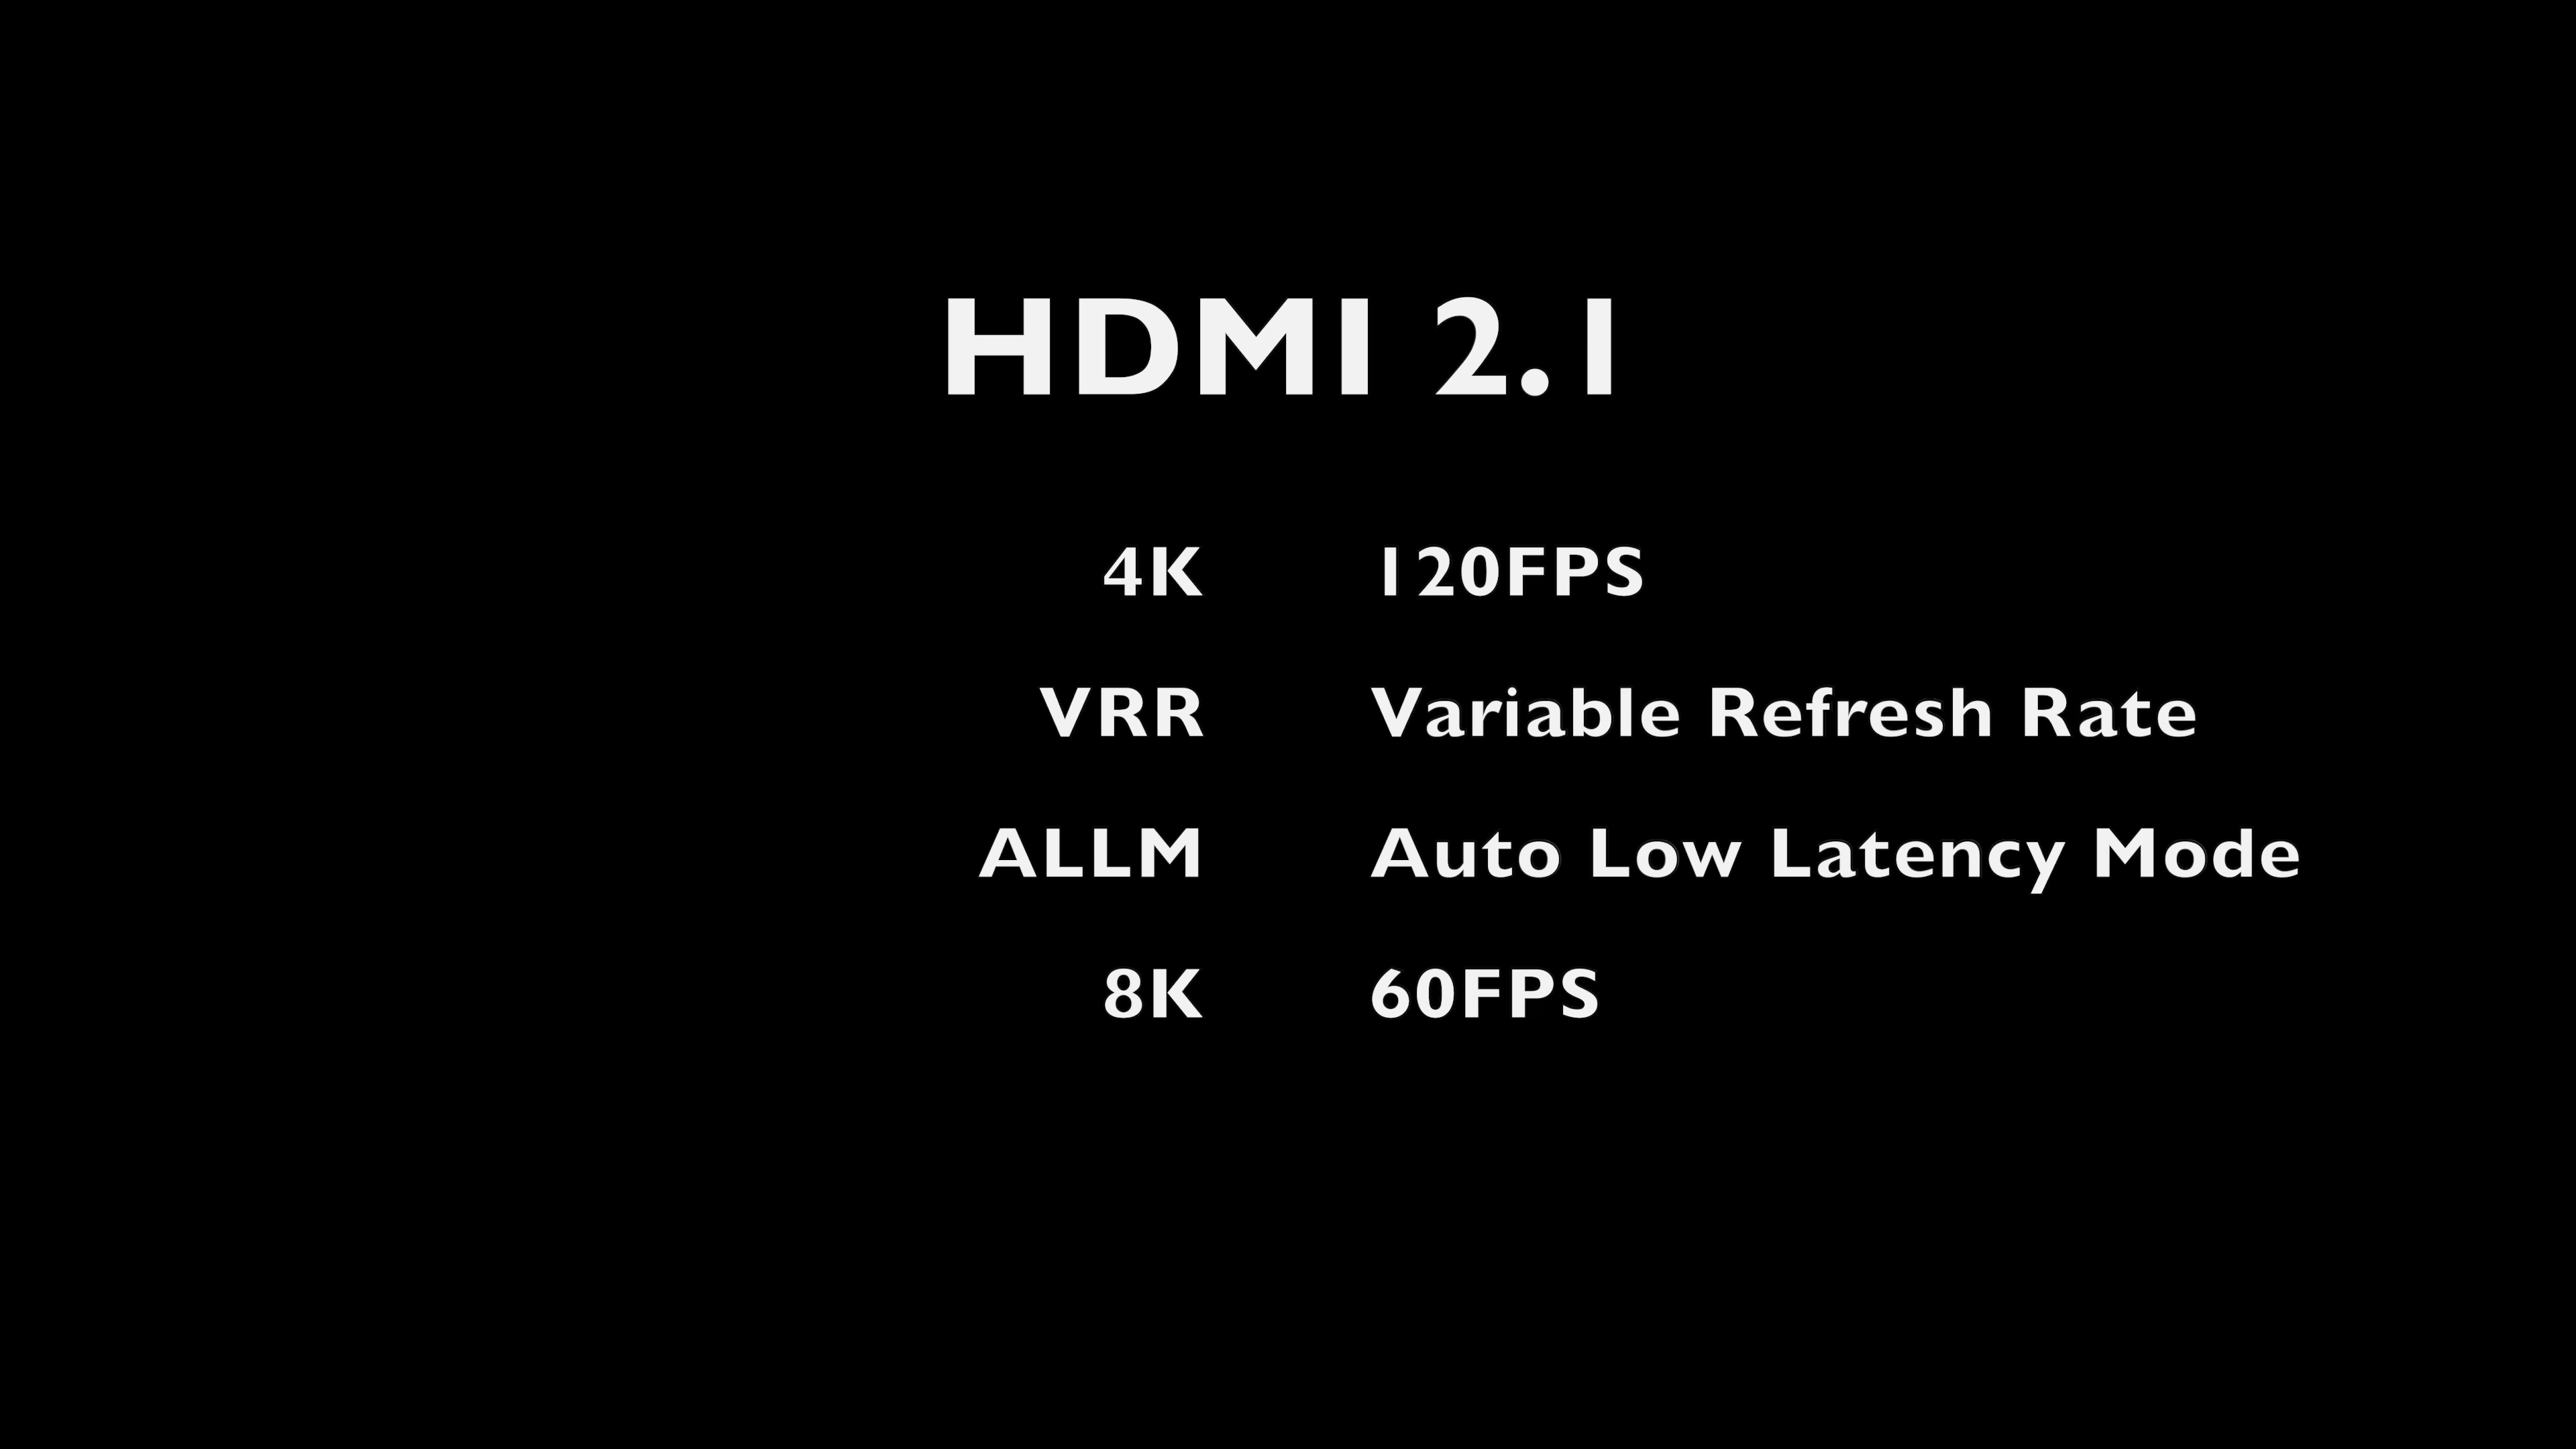 HDMI 2.1
4K 120FPS
VRR Variable Refresh Rate
ALLM Auto Low Latency Mode
8K 60FPS